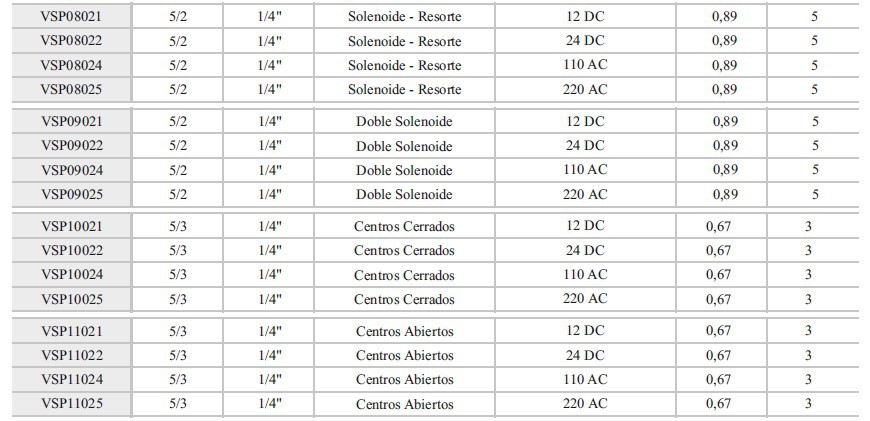 VSP08021 5/2 1/4" Solenoide - Resorte 12 DC 0,89 5
VSP08022 5/2 1/4" Solenoide - Resorte 24 DC 0,89 5
VSP08024 5/2 1/4" Solenoide - Resorte 110 AC 0,89 5
VSP08025 5/2 1/4" Solenoide - Resorte 220 AC 0,89 5
VSP09021 5/2 1/4" Doble Solenoide 12 DC 0,89 5
VSP09022 5/2 1/4" Doble Solenoide 24 DC 0,89 5
VSP09024 5/2 1/4" Doble Solenoide 110 AC 0,89 5
VSP09025 5/2 1/4" Doble Solenoide 220 AC 0,89 5
VSP10021 5/3 1/4" Centros Cerrados 12 DC 0,67 3
VSP10022 5/3 1/4" Centros Cerrados 24 DC 0,67 3
VSP10024 5/3 1/4" Centros Cerrados 110 AC 0,67 3
VSP10025 5/3 1/4" Centros Cerrados 220 AC 0,67 3
VSP11021 5/3 1/4" Centros Abiertos 12 DC 0,67 3
VSP11022 5/3 1/4" Centros Abiertos 24 DC 0,67 3
VSP11024 5/3 1/4" Centros Abiertos 110 AC 0,67 3
VSP11025 5/3 1/4" Centros Abiertos 220 AC 0,67 3